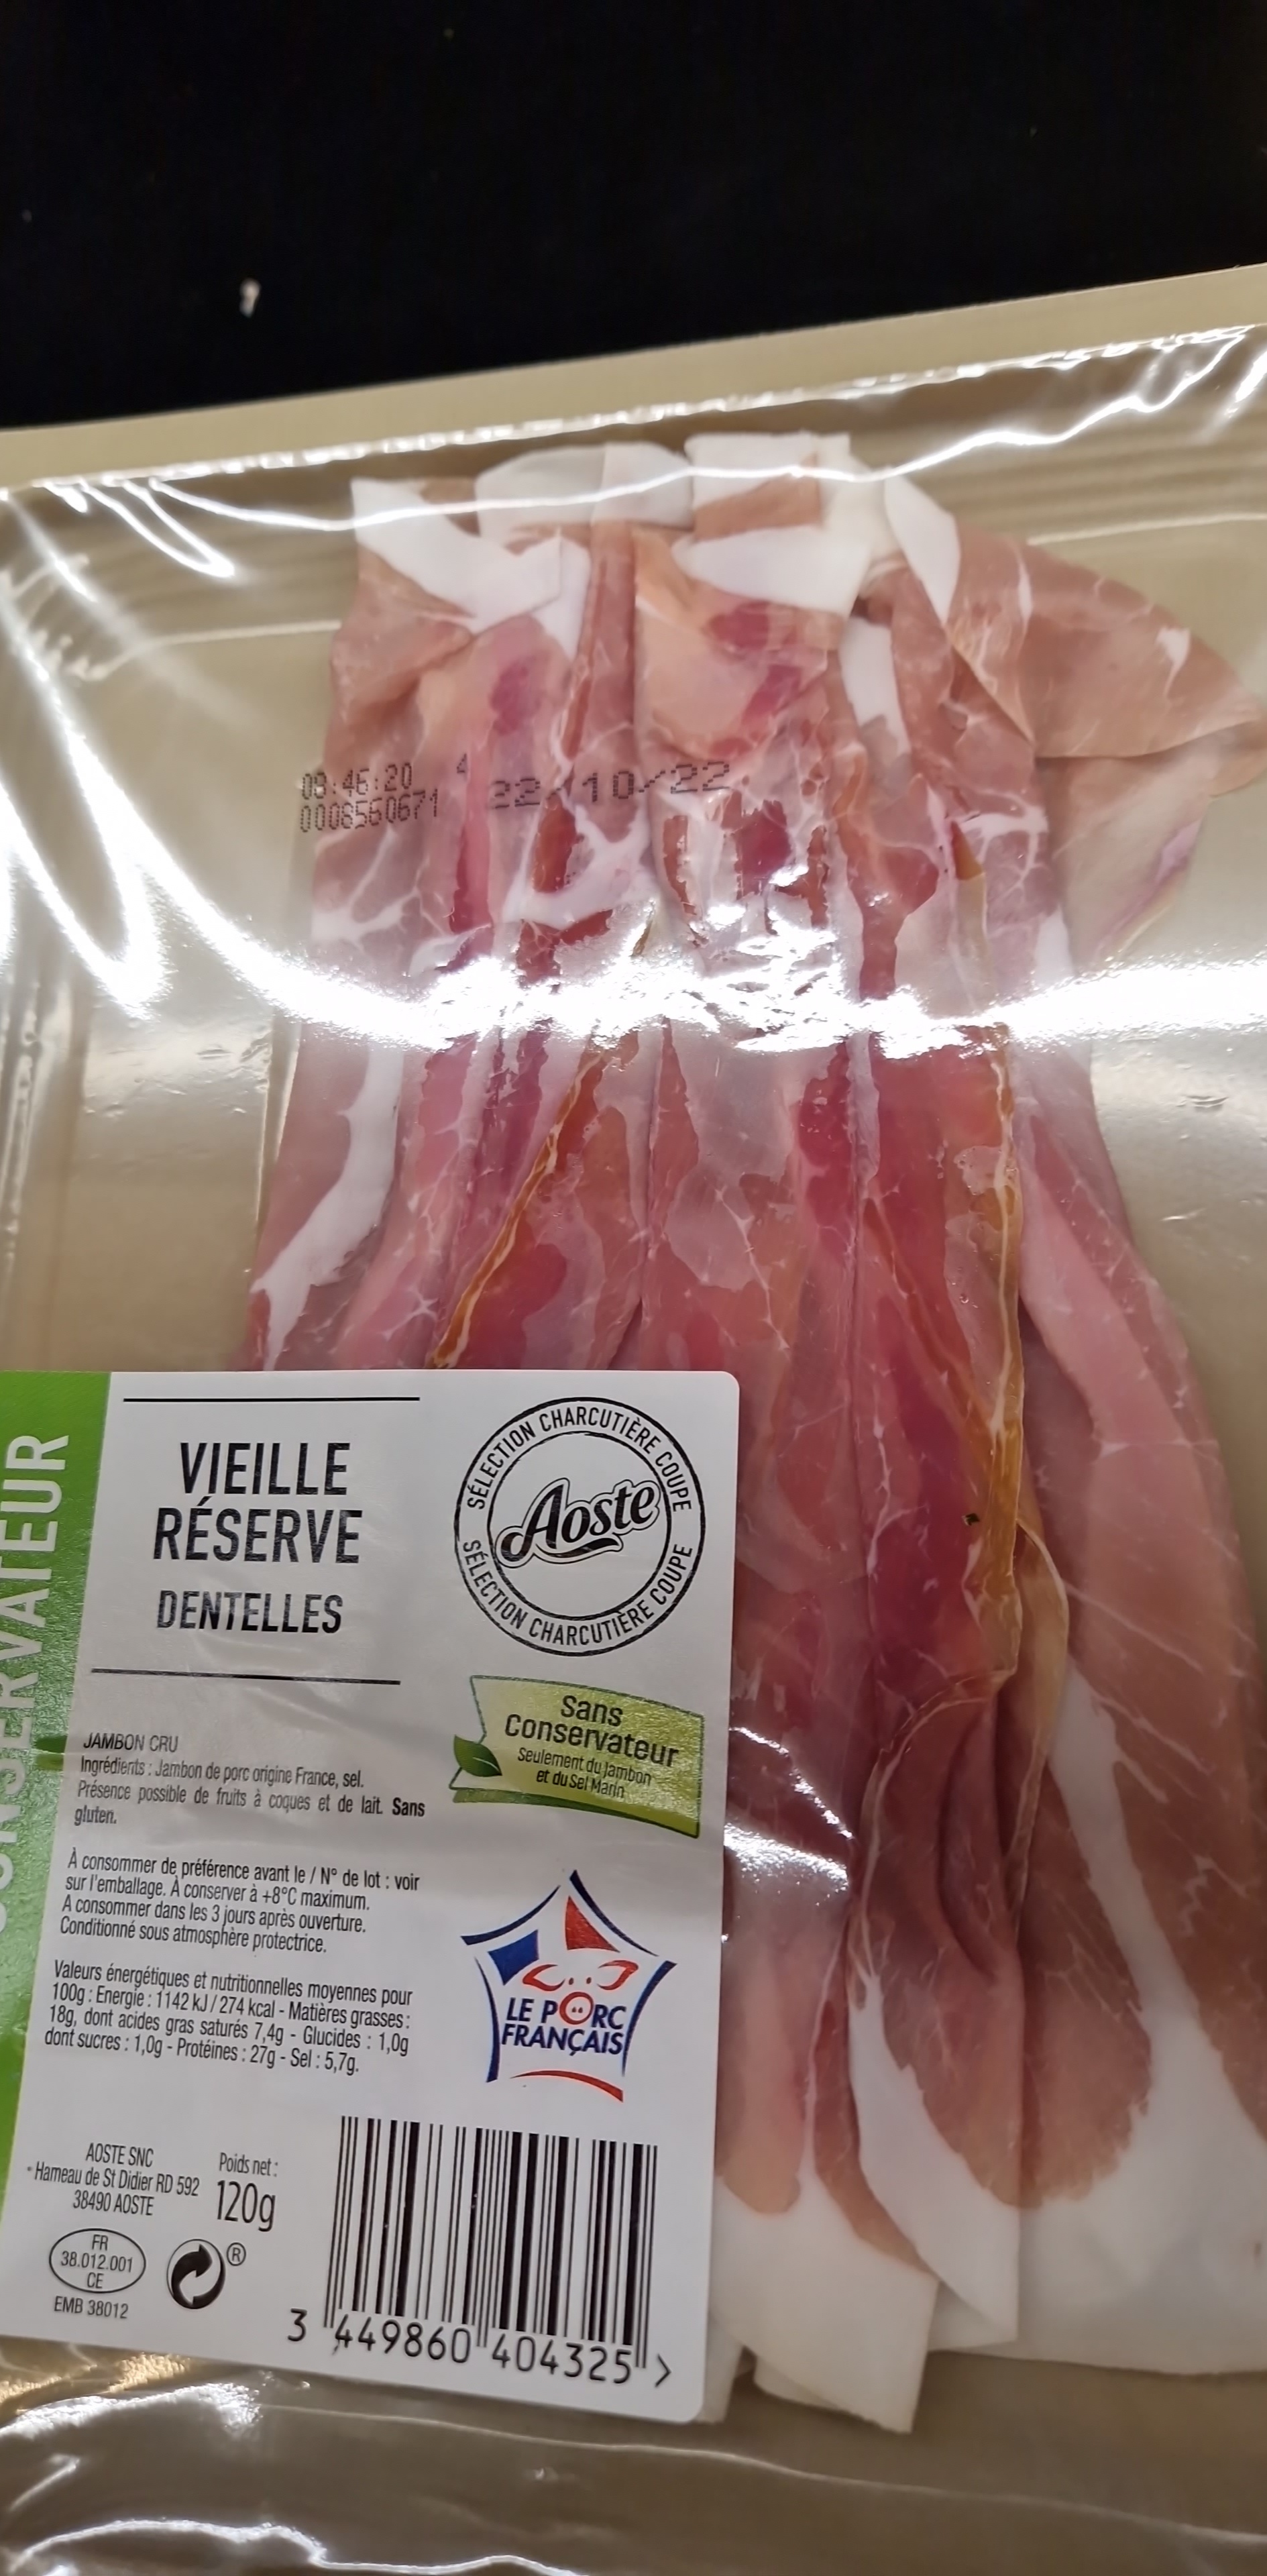 08:46:20 4 22/10/22
0008560671
CONSERVATEUR
VIEILLE
RÉSERVE
DENTELLES
SÉLECTION CHARCUTIÈRE COUPE
Aoste
SÉLECTION CHARCUTIÈRE COUPE
Sans
Conservateur
Seulement du Jambon
et du Sel Marin
JAMBON CRU
Ingrédients : Jambon de porc origine France, sel.
Présence possible de fruits à coques et de lait. Sans
gluten.
À consommer de préférence avant le / N° de lot : voir
sur l'emballage. À conserver à +8°C maximum.
A consommer dans les 3 jours après ouverture.
Conditionné sous atmosphère protectrice.
Valeurs énergétiques et nutritionnelles moyennes pour
100g : Energie : 1142 kJ / 274 kcal - Matières grasses :
18g, dont acides gras saturés 7,4g - Glucides : 1,0g
dont sucres : 1,0g - Protéines : 27g - Sel : 5,7g.
LE PORC
FRANÇAIS
AOSTE SNC
- Hameau de St Didier RD 592
38490 AOSTE
Poids net :
120g
FR
38.012.001
CE
EMB 38012
®
3 449860 404325 >